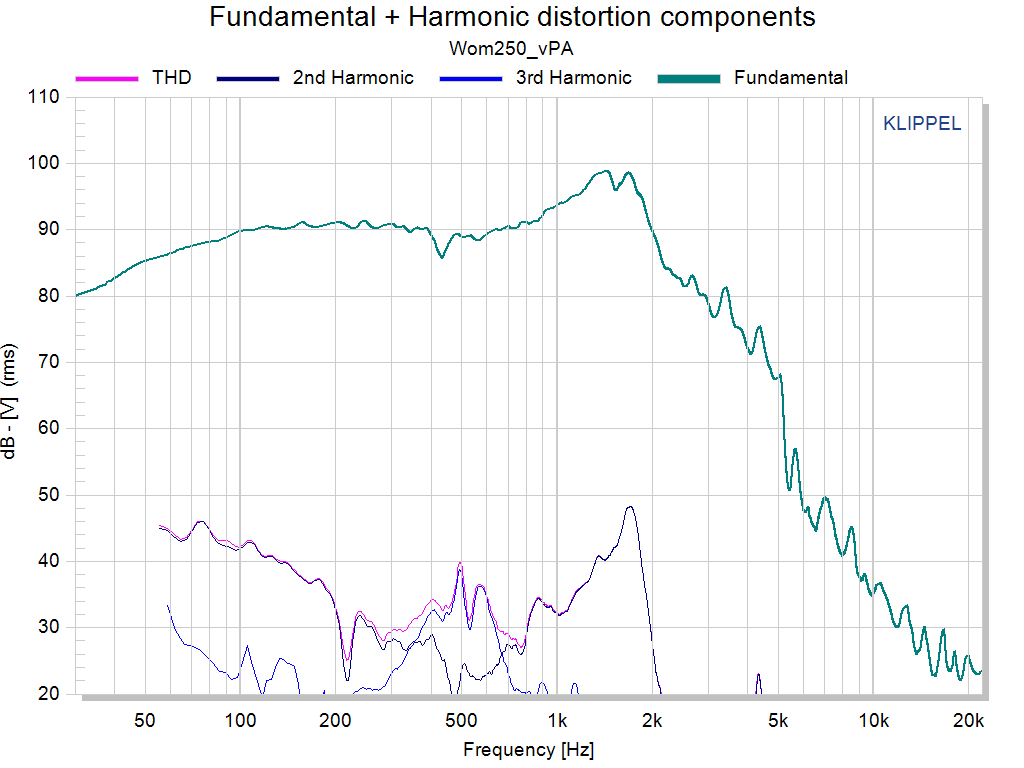 Fundamental + Harmonic distortion components
Wom250_vPA
THD 2nd Harmonic 3rd Harmonic Fundamental
KLIPPEL
110
100
90
80
70
60
50
40
30
20
dB - [V] (rms)
50 100 200 500 1k 2k 5k 10k 20k
Frequency [Hz]